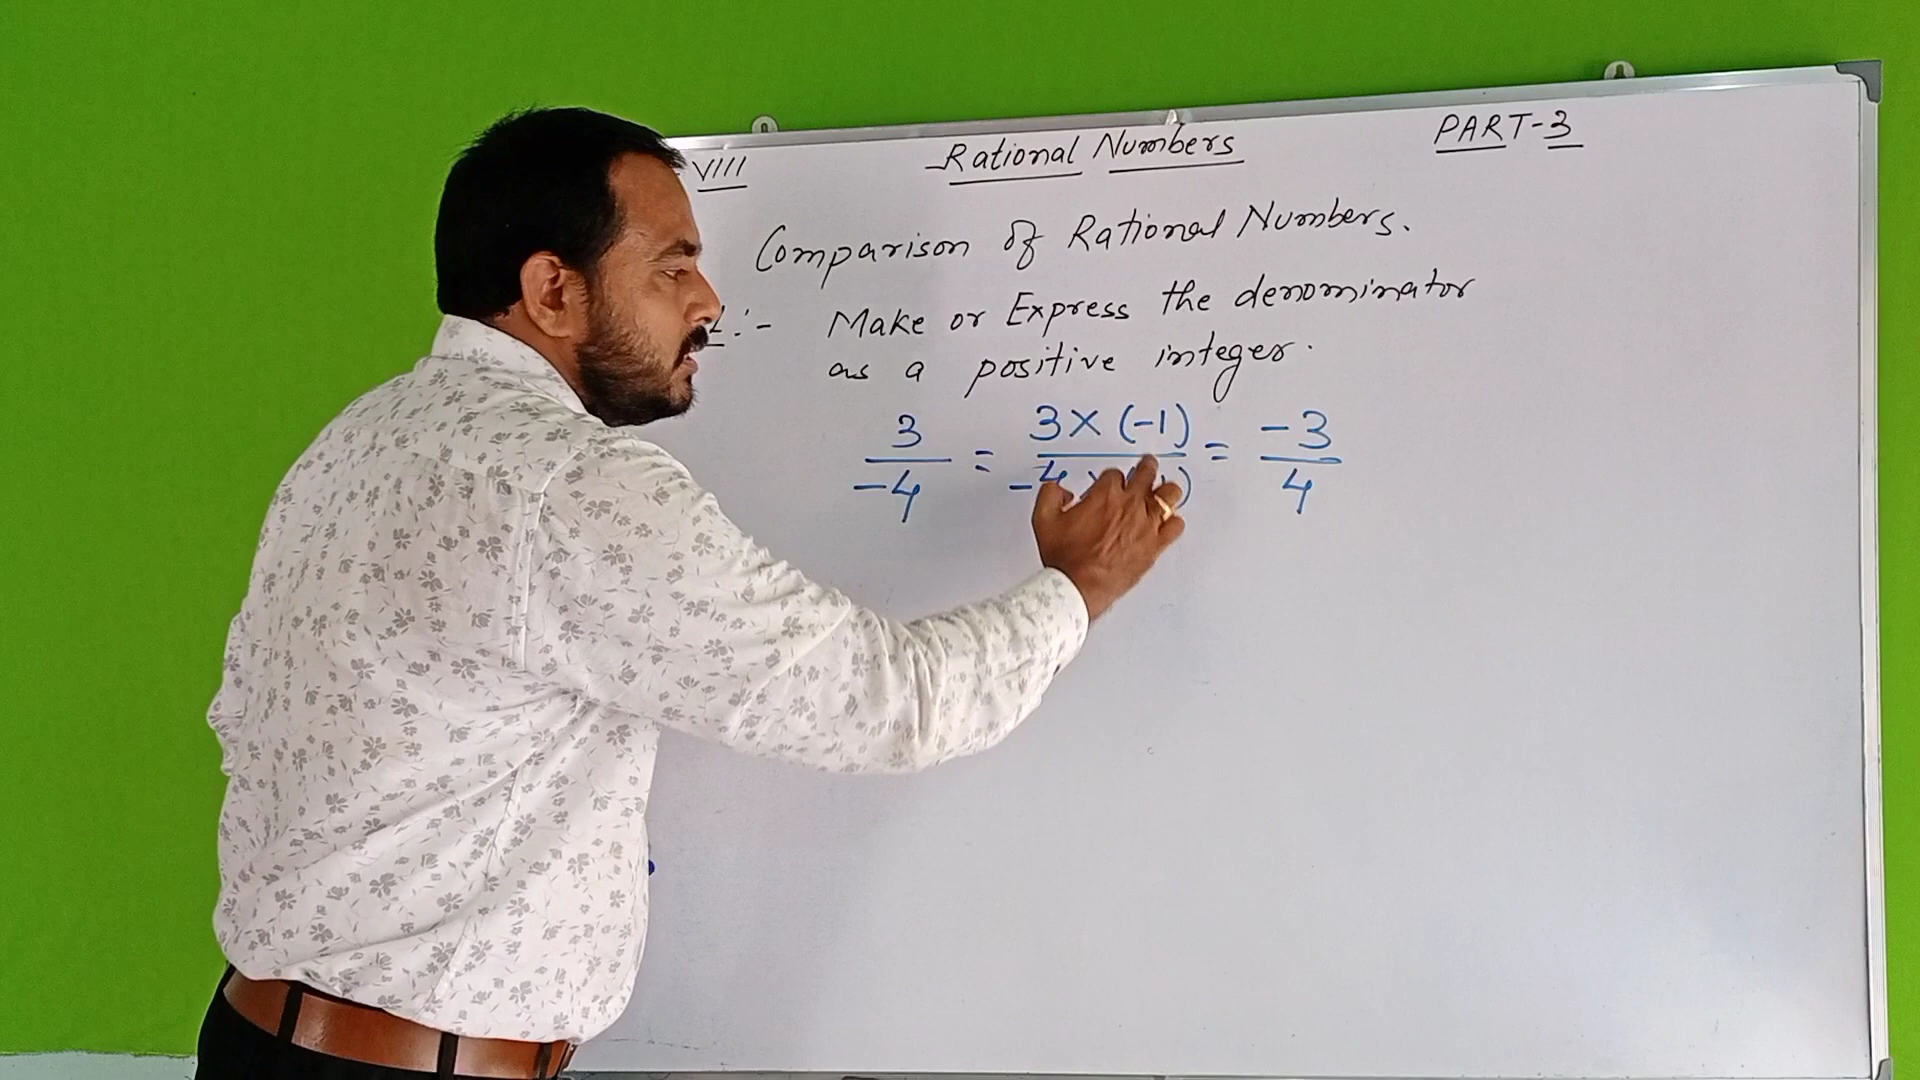 VIII Rational Numbers PART-3
Comparison of Rational Numbers.
:- Make or Express the denominator
as a positive integer.
3/-4 = 3×(-1)/-4×( ) = -3/4